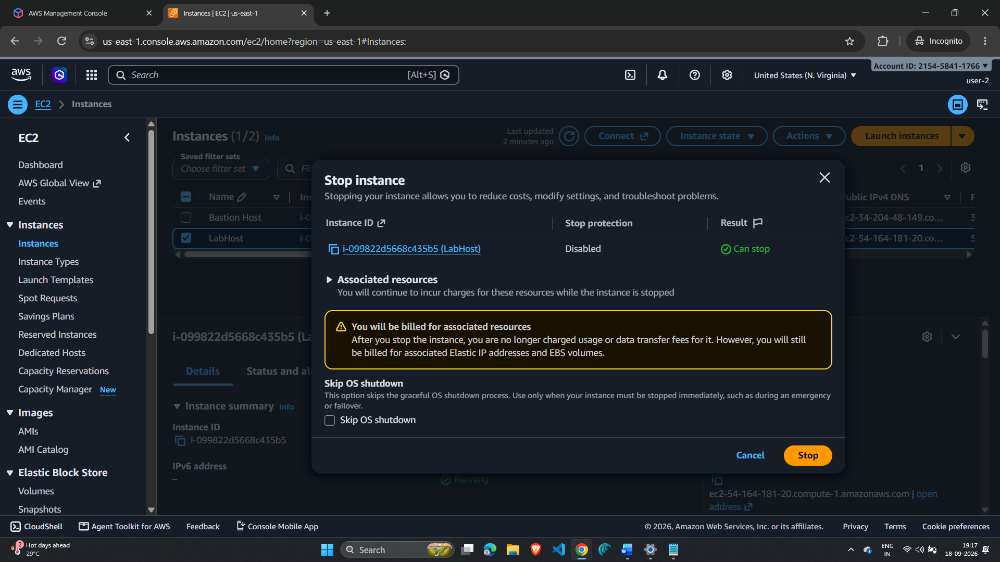 AWS Management Console
Instances | EC2 | us-east-1
us-east-1.console.aws.amazon.com/ec2/home?region=us-east-1#Instances:
Incognito
aws
Search
[Alt+S]
United States (N. Virginia)
Account ID: 2154-5841-1766
user-2
EC2
Instances
EC2
Dashboard
AWS Global View
Events
Instances
Instances
Instance Types
Launch Templates
Spot Requests
Savings Plans
Reserved Instances
Dedicated Hosts
Capacity Reservations
Capacity Manager New
Images
AMIs
AMI Catalog
Elastic Block Store
Volumes
Snapshots
Instances (1/2) Info
Last updated
2 minutes ago
Connect
Instance state
Actions
Launch instances
Saved filter sets
Choose filter set
1
Name
Public IPv4 DNS
Bastion Host
ec2-34-204-48-149.co...
LabHost
ec2-54-164-181-20.co...
Stop instance
Stopping your instance allows you to reduce costs, modify settings, and troubleshoot problems.
Instance ID
Stop protection
Result
i-099822d5668c435b5 (LabHost)
Disabled
Can stop
Associated resources
You will continue to incur charges for these resources while the instance is stopped
You will be billed for associated resources
After you stop the instance, you are no longer charged usage or data transfer fees for it. However, you will still
be billed for associated Elastic IP addresses and EBS volumes.
Skip OS shutdown
This option skips the graceful OS shutdown process. Use only when your instance must be stopped immediately, such as during an emergency
or failover.
Skip OS shutdown
Cancel
Stop
i-099822d5668c435b5 (La
Details
Status and al
Instance summary Info
Instance ID
i-099822d5668c435b5
IPv6 address
–
Running
ec2-54-164-181-20.compute-1.amazonaws.com | open
address
CloudShell
Agent Toolkit for AWS
Feedback
Console Mobile App
© 2026, Amazon Web Services, Inc. or its affiliates.
Privacy
Terms
Cookie preferences
2
Hot days ahead
29°C
Search
ENG
IN
19:17
18-09-2026